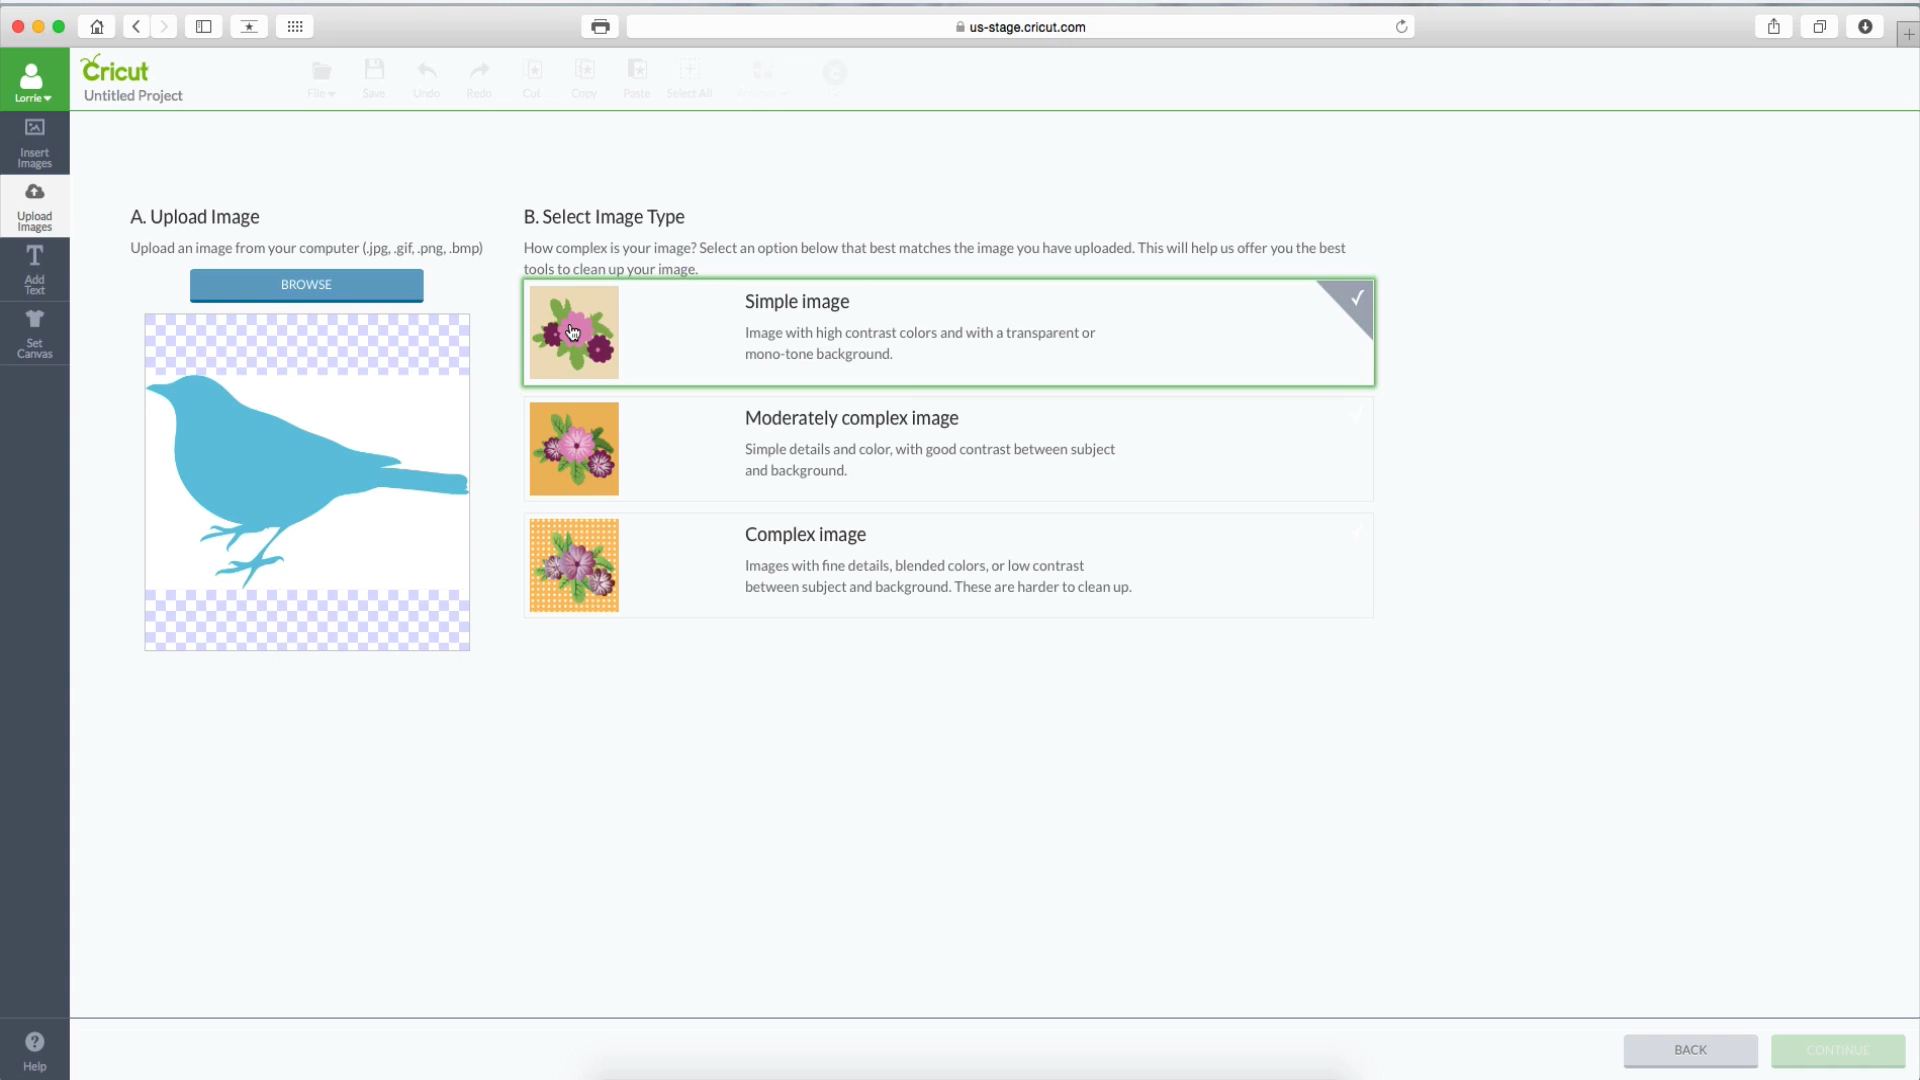 us-stage.cricut.com
Lorrie
Cricut
Untitled Project
File
Save
Undo
Redo
Cut
Copy
Paste
Select All
Insert
Images
Upload
Images
Add
Text
Set
Canvas
A. Upload Image
Upload an image from your computer (.jpg, .gif, .png, .bmp)
BROWSE
B. Select Image Type
How complex is your image? Select an option below that best matches the image you have uploaded. This will help us offer you the best
tools to clean up your image.
Simple image
Image with high contrast colors and with a transparent or
mono-tone background.
Moderately complex image
Simple details and color, with good contrast between subject
and background.
Complex image
Images with fine details, blended colors, or low contrast
between subject and background. These are harder to clean up.
Help
BACK
CONTINUE